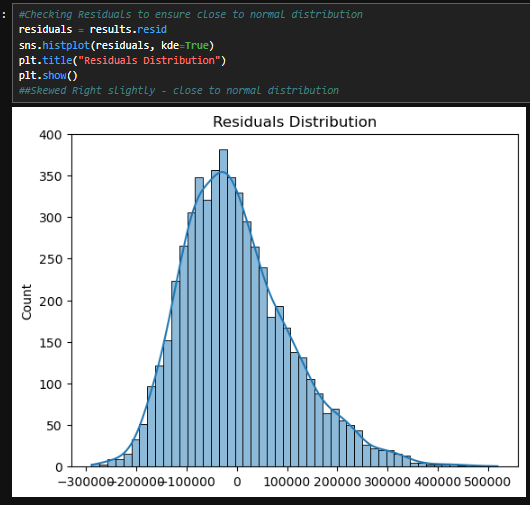 :
#Checking Residuals to ensure close to normal distribution
residuals = results.resid
sns.histplot(residuals, kde=True)
plt.title("Residuals Distribution")
plt.show()
##Skewed Right slightly - close to normal distribution
Residuals Distribution
400
350
300
250
200
150
100
50
0
Count
−300000 −200000 −100000 0 100000 200000 300000 400000 500000